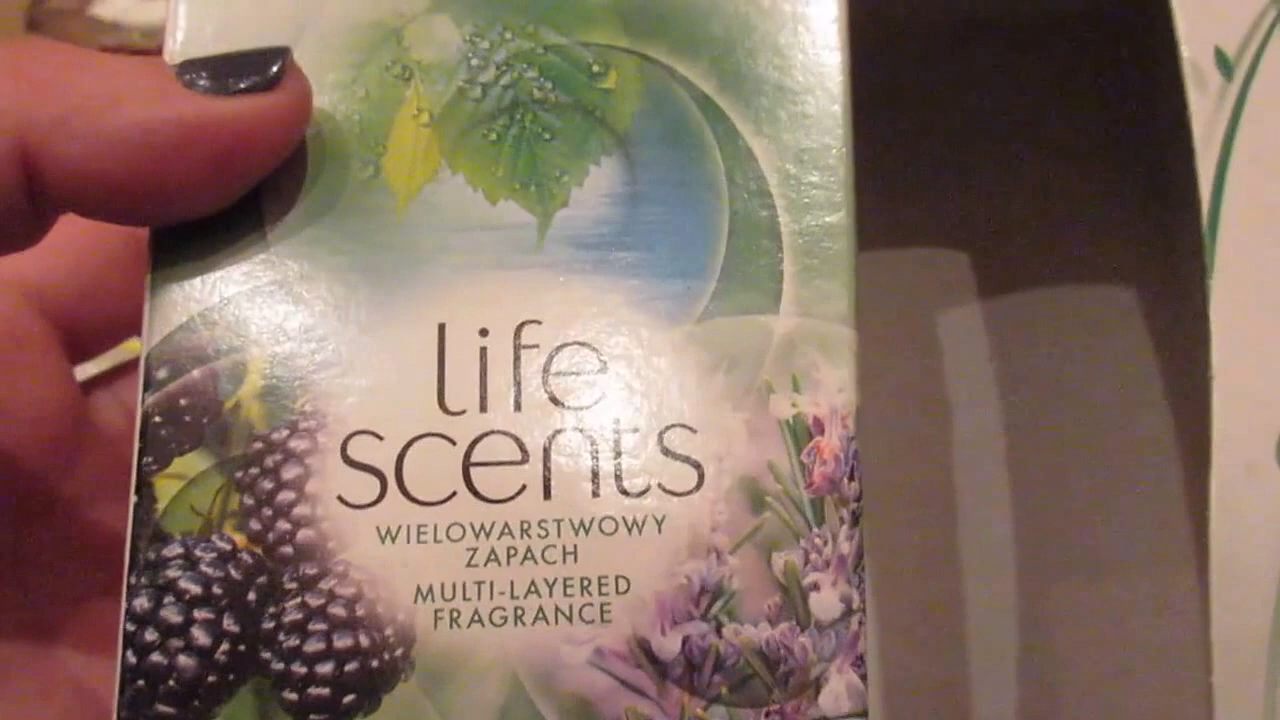 life
scents
WIELOWARSTWOWY
ZAPACH
MULTI-LAYERED
FRAGRANCE